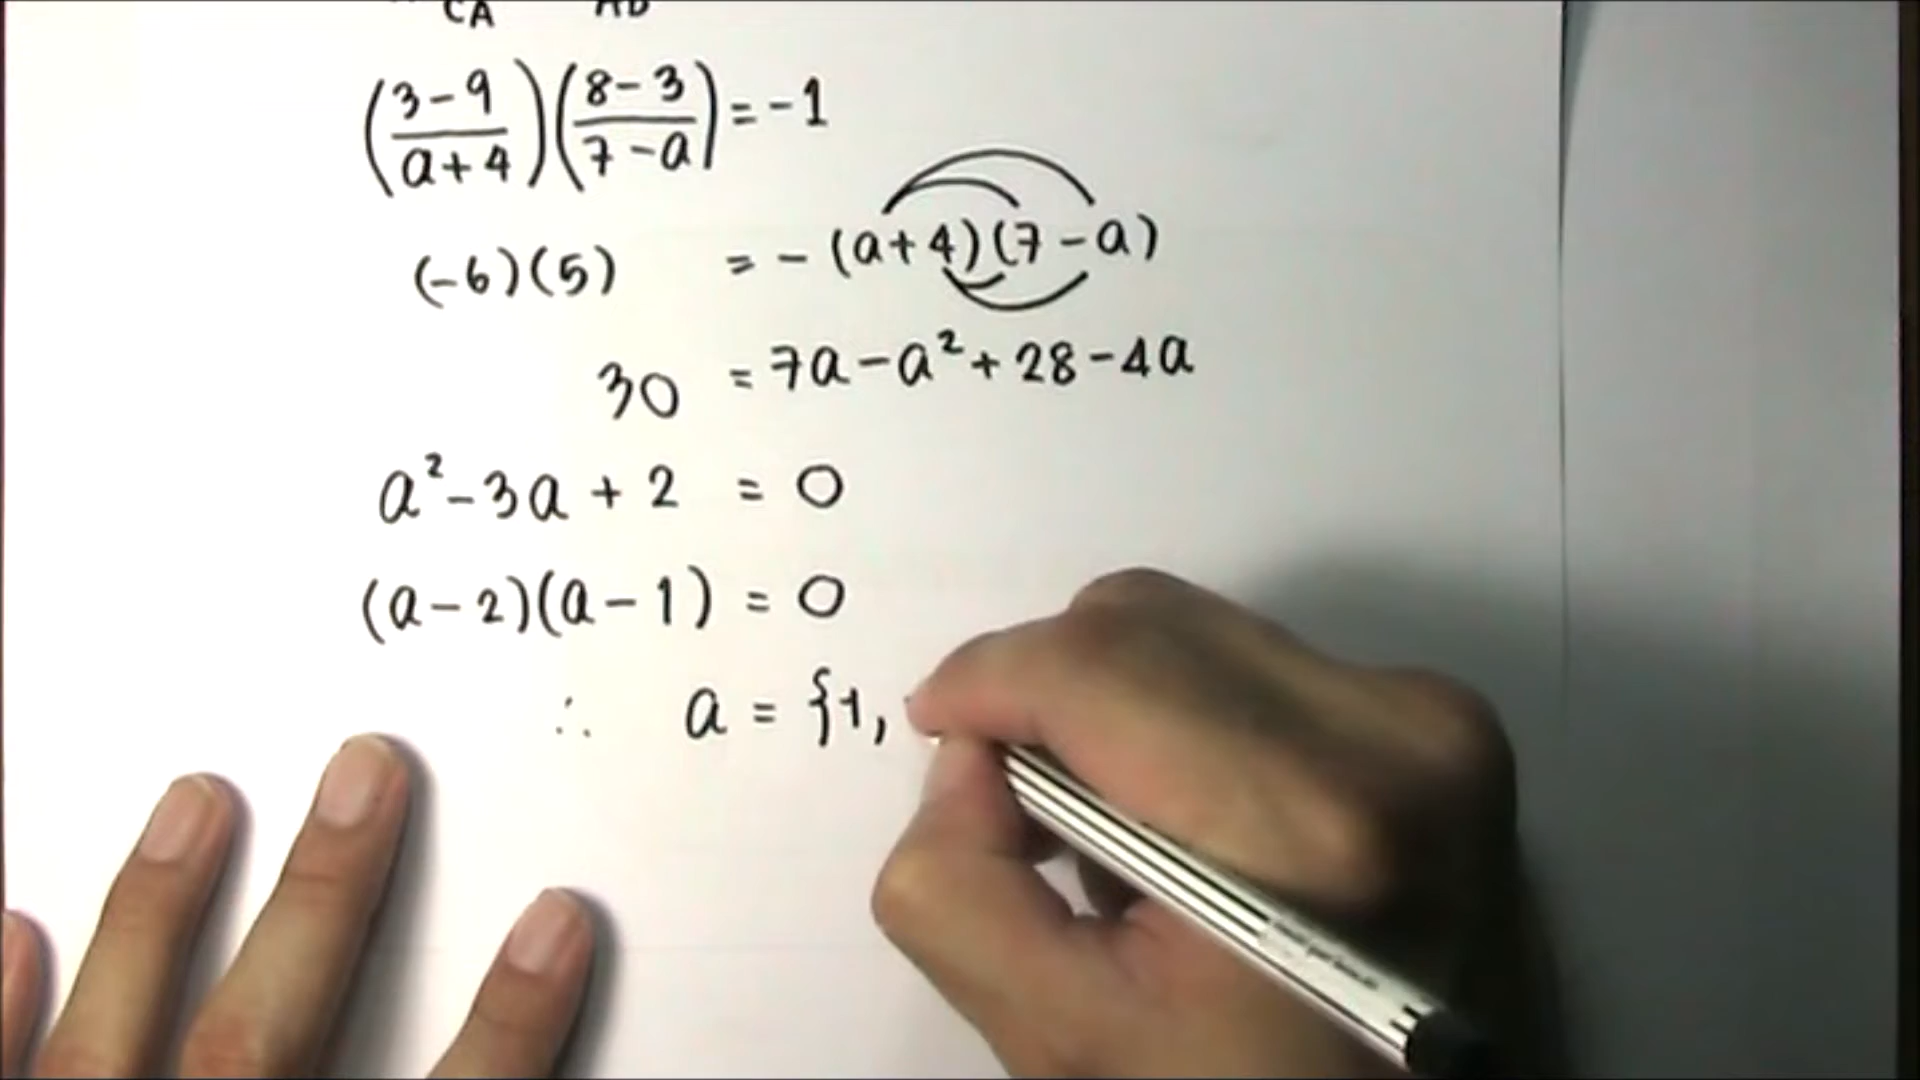 CA AB
(3-9/a+4)(8-3/7-a) = -1
(-6)(5) = -(a+4)(7-a)
30 = 7a-a²+28-4a
a²-3a+2 = 0
(a-2)(a-1) = 0
∴ a = {1,